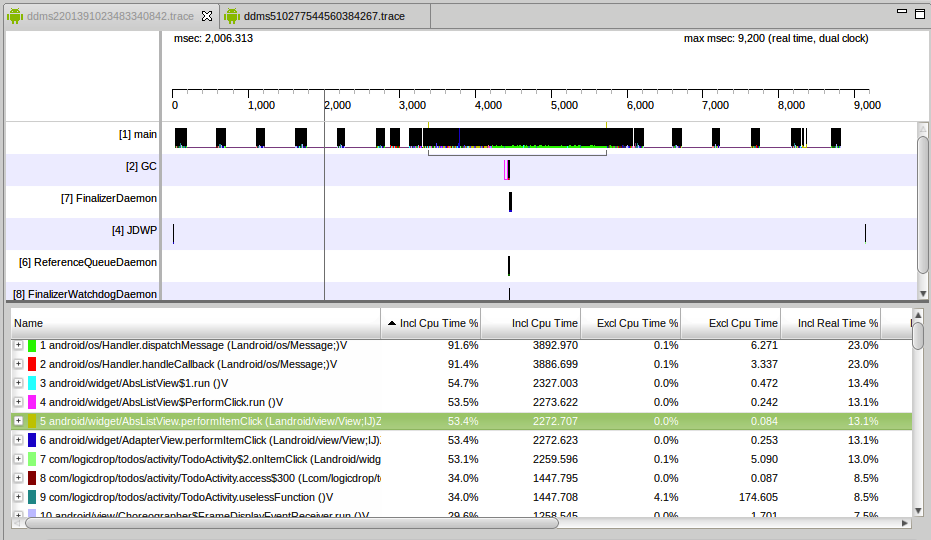 ddms2201391023483340842.trace ddms510277544560384267.trace
msec: 2,006.313 max msec: 9,200 (real time, dual clock)
0 1,000 2,000 3,000 4,000 5,000 6,000 7,000 8,000 9,000
[1] main
[2] GC
[7] FinalizerDaemon
[4] JDWP
[6] ReferenceQueueDaemon
[8] FinalizerWatchdogDaemon
Name Incl Cpu Time % Incl Cpu Time Excl Cpu Time % Excl Cpu Time Incl Real Time %
1 android/os/Handler.dispatchMessage (Landroid/os/Message;)V 91.6% 3892.970 0.1% 6.271 23.0%
2 android/os/Handler.handleCallback (Landroid/os/Message;)V 91.4% 3886.699 0.1% 3.337 23.0%
3 android/widget/AbsListView$1.run ()V 54.7% 2327.003 0.0% 0.472 13.4%
4 android/widget/AbsListView$PerformClick.run ()V 53.5% 2273.622 0.0% 0.242 13.1%
5 android/widget/AbsListView.performItemClick (Landroid/view/View;IJ)Z 53.4% 2272.707 0.0% 0.084 13.1%
6 android/widget/AdapterView.performItemClick (Landroid/view/View;IJ). 53.4% 2272.623 0.0% 0.253 13.1%
7 com/logicdrop/todos/activity/TodoActivity$2.onItemClick (Landroid/widg 53.1% 2259.596 0.1% 5.090 13.0%
8 com/logicdrop/todos/activity/TodoActivity.access$300 (Lcom/logicdrop/t 34.0% 1447.795 0.0% 0.087 8.5%
9 com/logicdrop/todos/activity/TodoActivity.uselessFunction ()V 34.0% 1447.708 4.1% 174.605 8.5%
10 android/view/Choreographer$FrameDisplayEventReceiver.run ()V 29.6% 1258.545 0.0% 1.701 7.5%